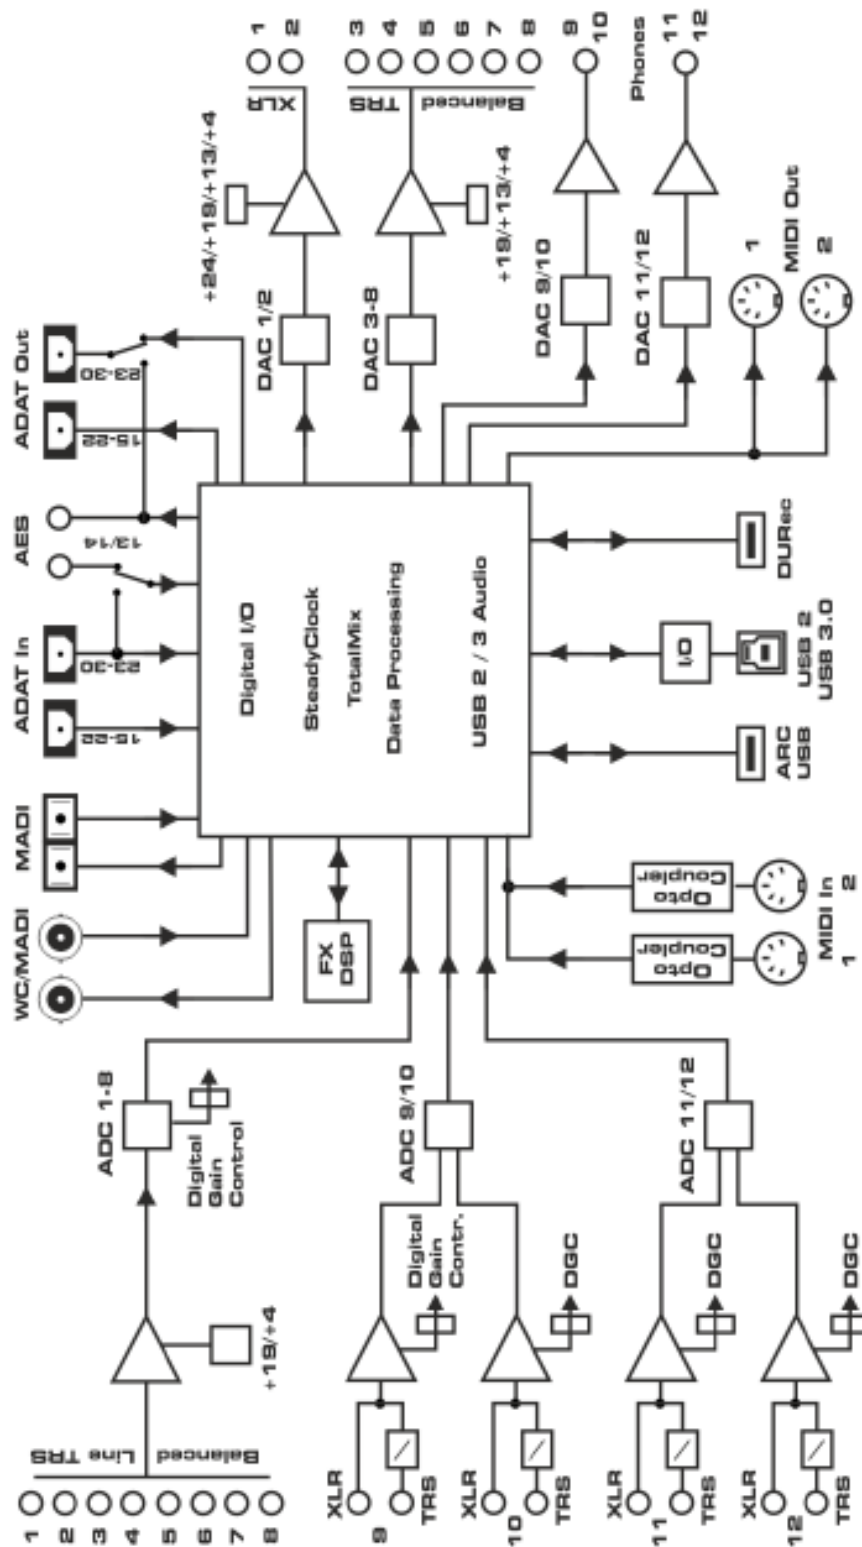 1
2
3
4
5
6
7
8
Balanced
Line TRS
+19/+4
ADC 1-8
Digital
Gain
Control
XLR
9
TRS
XLR
10
TRS
Digital
Gain
Contr.
DGC
ADC 9/10
XLR
11
TRS
XLR
12
TRS
DGC
DGC
ADC 11/12
WC/MADI
MADI
ADAT In
15-22
23-30
AES
13/14
ADAT Out
15-22
23-30
FX
DSP
Digital I/O
SteadyClock
TotalMix
Data Processing
USB 2 / 3 Audio
Opto
Coupler
Opto
Coupler
MIDI In
1
2
ARC
USB
I/O
USB 2
USB 3.0
DURec
DAC 1/2
+24/+19/+13/+4
XLR
1
2
DAC 3-8
+19/+13/+4
TRS
Balanced
3
4
5
6
7
8
DAC 9/10
9
10
DAC 11/12
Phones
11
12
MIDI Out
1
2